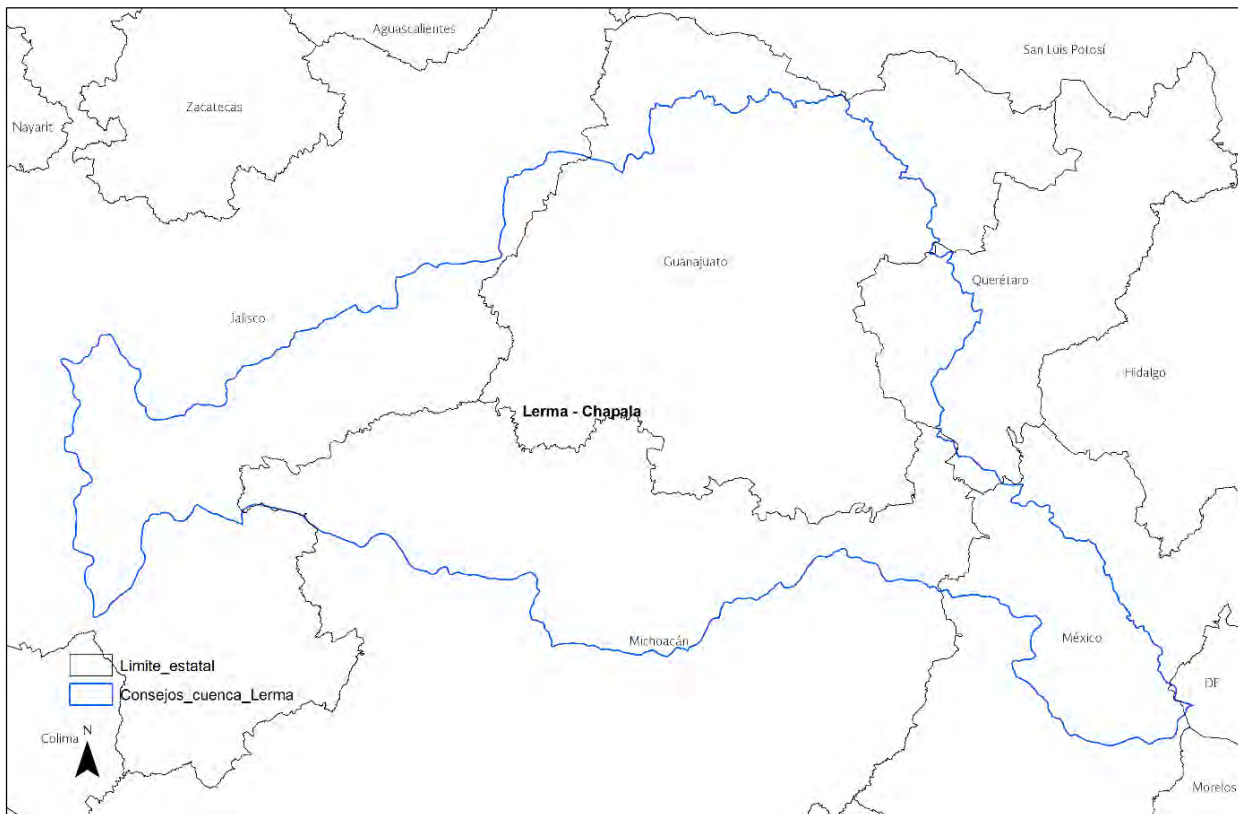 Aguascalientes
San Luis Potosí
Zacatecas
Nayarit
Guanajuato
Querétaro
Jalisco
Hidalgo
Lerma - Chapala
Michoacán
México
Limite_estatal
DF
Consejos_cuenca_Lerma
N
Colima
Morelos